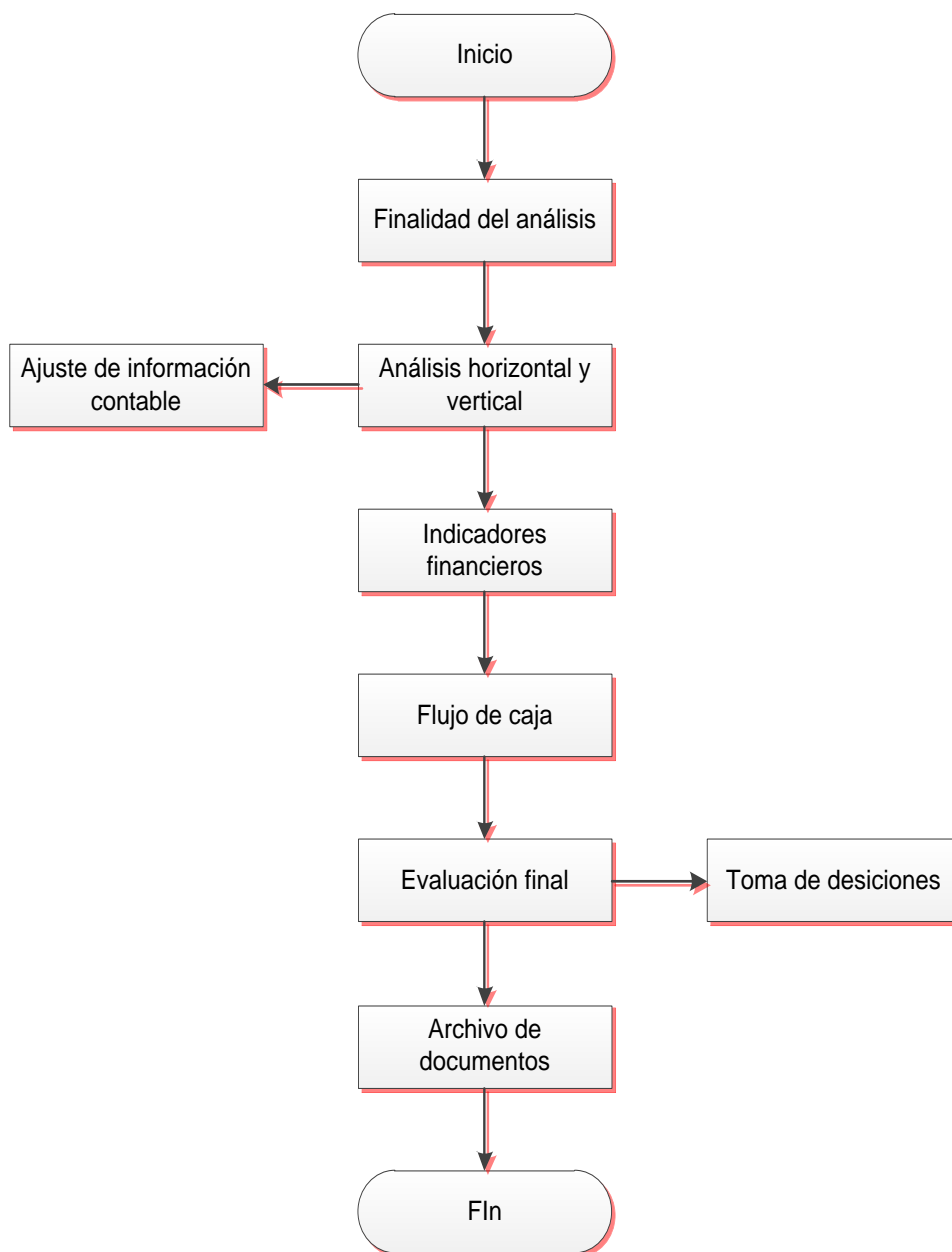 Inicio
Finalidad del análisis
Ajuste de información
contable
Análisis horizontal y
vertical
Indicadores
financieros
Flujo de caja
Evaluación final
Toma de desiciones
Archivo de
documentos
FIn